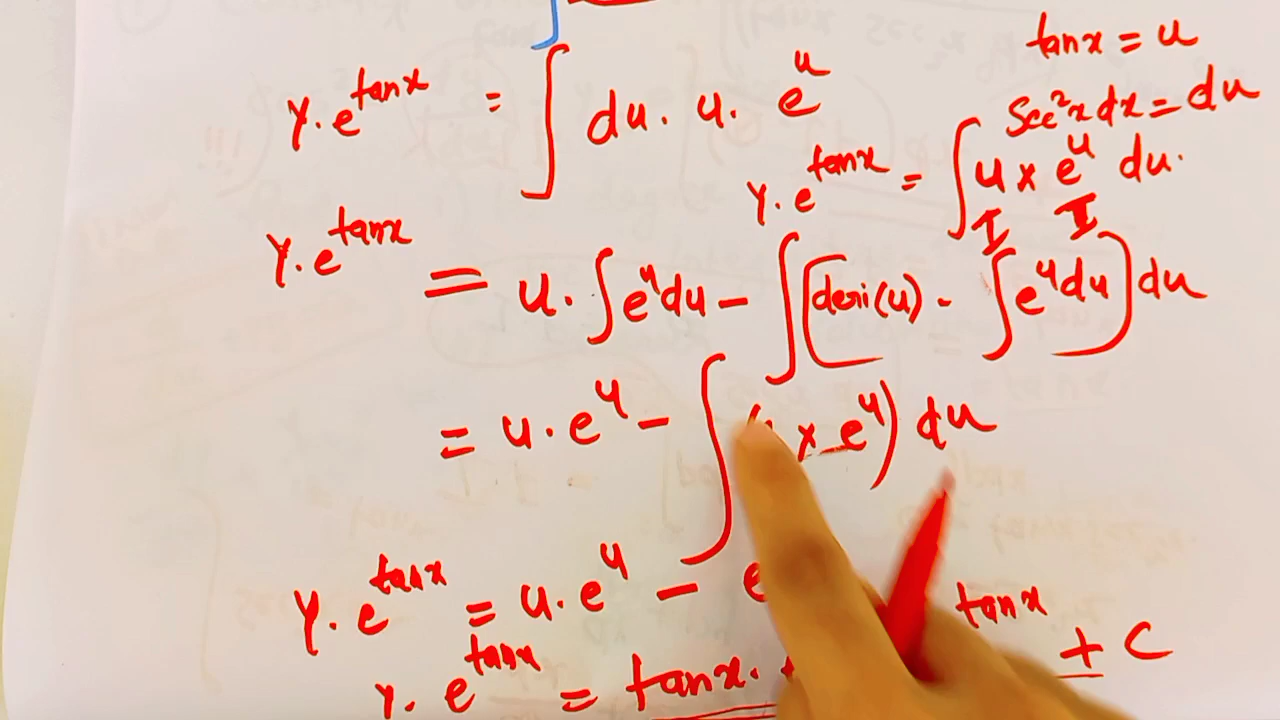 tanx = u
y.e^tanx = ∫ du. u. e^u
sec²x dx = du
y.e^tanx = ∫ u x e^u du.
I II
y.e^tanx = u. ∫ e^u du - ∫ [deri(u) - ∫ e^u du] du
= u.e^u - ∫ x e^u) du
y.e^tanx = u.e^u - e
y.e^tanx = tanx. tanx + c